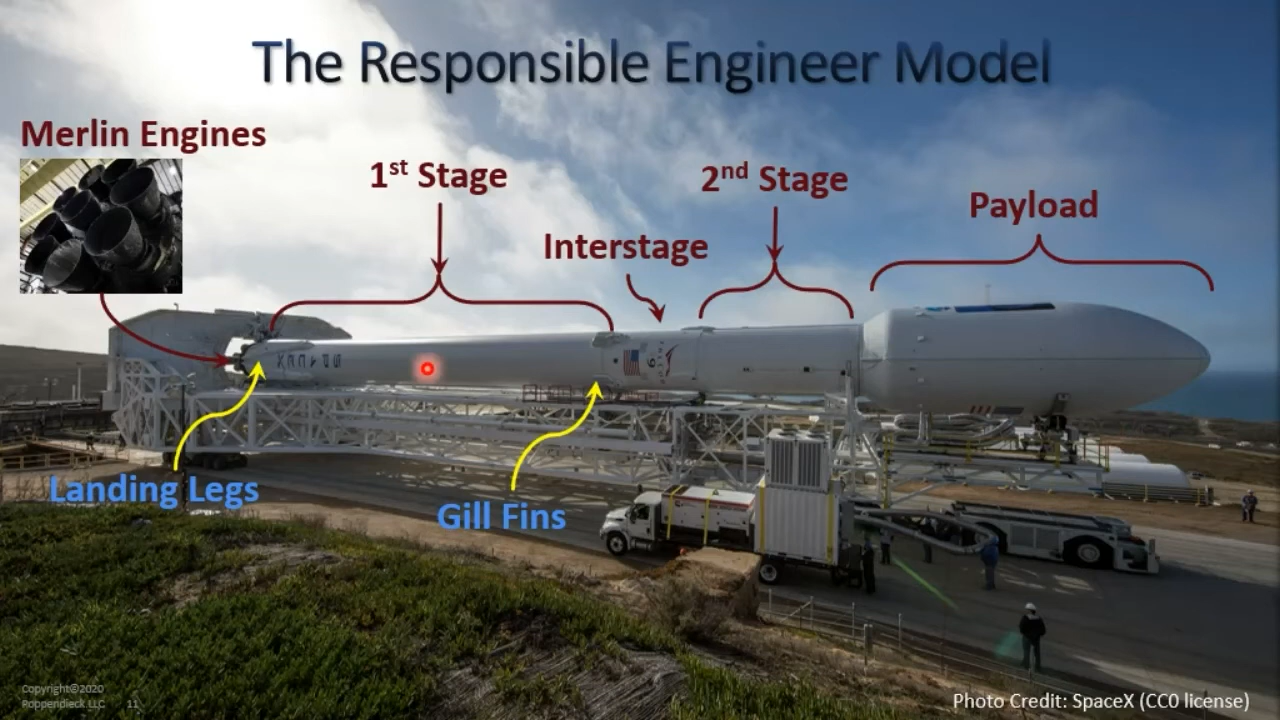 The Responsible Engineer Model
Merlin Engines
1st Stage
2nd Stage
Payload
Interstage
Landing Legs
Gill Fins
Copyright©2020
Poppendieck.LLC 11
Photo Credit: SpaceX (CC0 license)